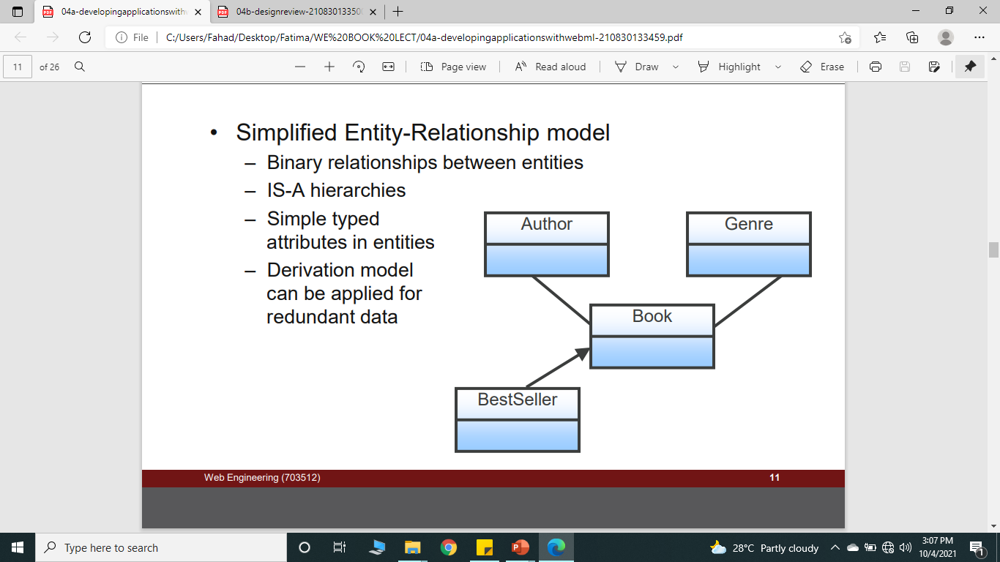 04a-developingapplicationswithw
04b-designreview-21083013350
File
C:/Users/Fahad/Desktop/Fatima/WE%20BOOK%20LECT/04a-developingapplicationswithwebml-210830133459.pdf
11 of 26
Page view
Read aloud
Draw
Highlight
Erase
• Simplified Entity-Relationship model
– Binary relationships between entities
– IS-A hierarchies
– Simple typed
attributes in entities
– Derivation model
can be applied for
redundant data
Author
Genre
Book
BestSeller
Web Engineering (703512)
11
Type here to search
28°C Partly cloudy
3:07 PM
10/4/2021
1